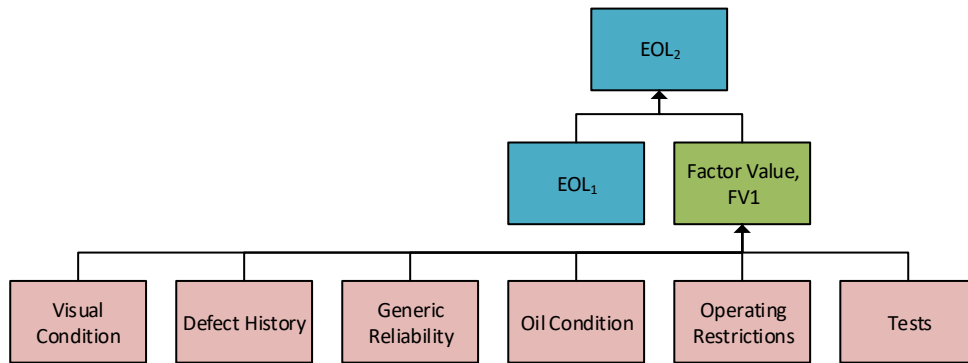 EOL₂
EOL₁
Factor Value,
FV1
Visual
Condition
Defect History
Generic
Reliability
Oil Condition
Operating
Restrictions
Tests